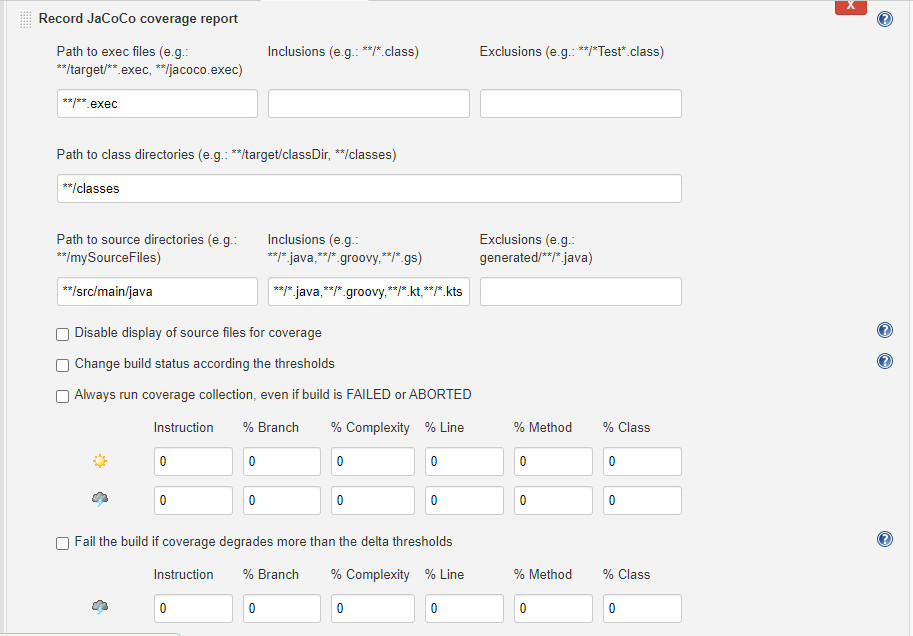 Record JaCoCo coverage report
X
?
Path to exec files (e.g.: Inclusions (e.g.: **/*.class) Exclusions (e.g.: **/*Test*.class)
**/target/**.exec, **/jacoco.exec)
**/**.exec
Path to class directories (e.g.: **/target/classDir, **/classes)
**/classes
Path to source directories (e.g.: Inclusions (e.g.: Exclusions (e.g.:
**/mySourceFiles) **/*.java,**/*.groovy,**/*.gs) generated/**/*.java)
**/src/main/java **/*.java,**/*.groovy,**/*.kt,**/*.kts
Disable display of source files for coverage ?
Change build status according the thresholds ?
Always run coverage collection, even if build is FAILED or ABORTED
Instruction % Branch % Complexity % Line % Method % Class
0 0 0 0 0 0
0 0 0 0 0 0
Fail the build if coverage degrades more than the delta thresholds ?
Instruction % Branch % Complexity % Line % Method % Class
0 0 0 0 0 0